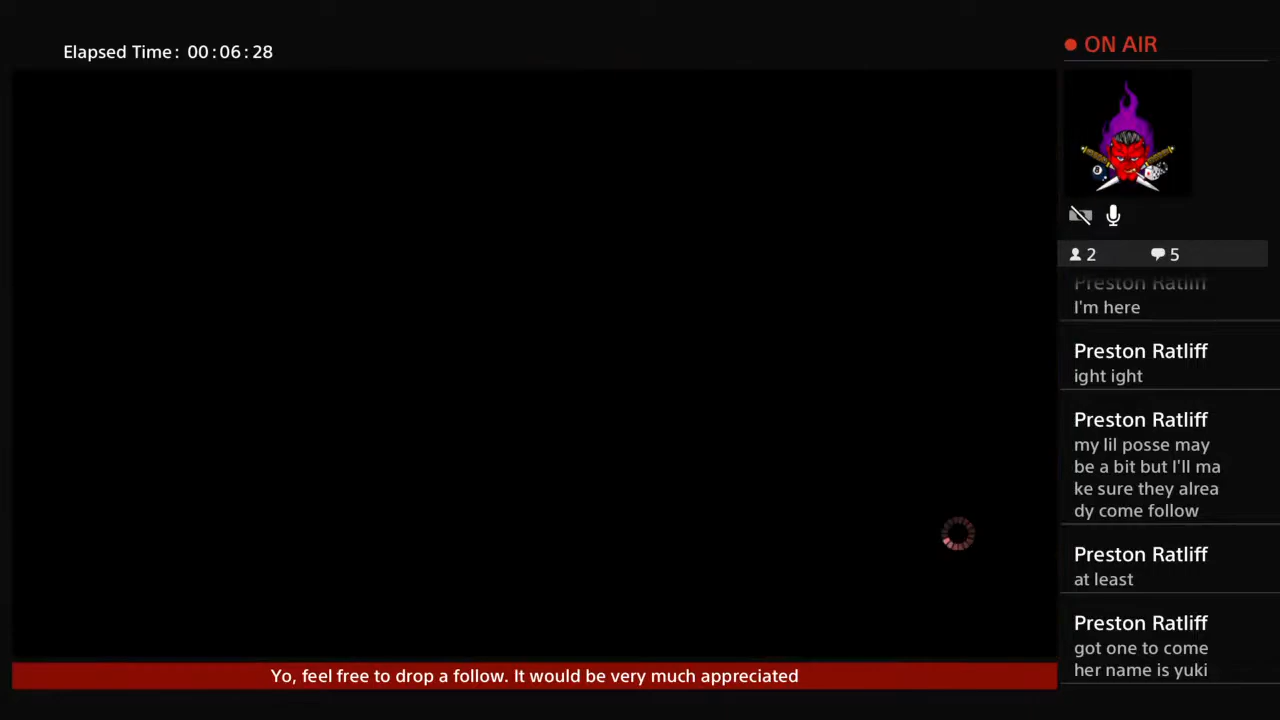 Elapsed Time: 00:06:28
ON AIR
2
5
Preston Ratliff
I'm here
Preston Ratliff
ight ight
Preston Ratliff
my lil posse may
be a bit but I'll ma
ke sure they alrea
dy come follow
Preston Ratliff
at least
Preston Ratliff
got one to come
her name is yuki
Yo, feel free to drop a follow. It would be very much appreciated